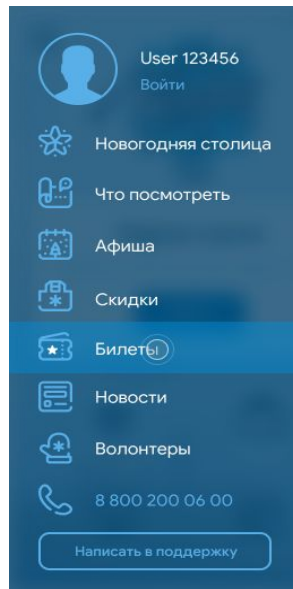 User 123456
Войти
Новогодняя столица
Что посмотреть
Афиша
Скидки
Билеты
Новости
Волонтеры
8 800 200 06 00
Написать в поддержку